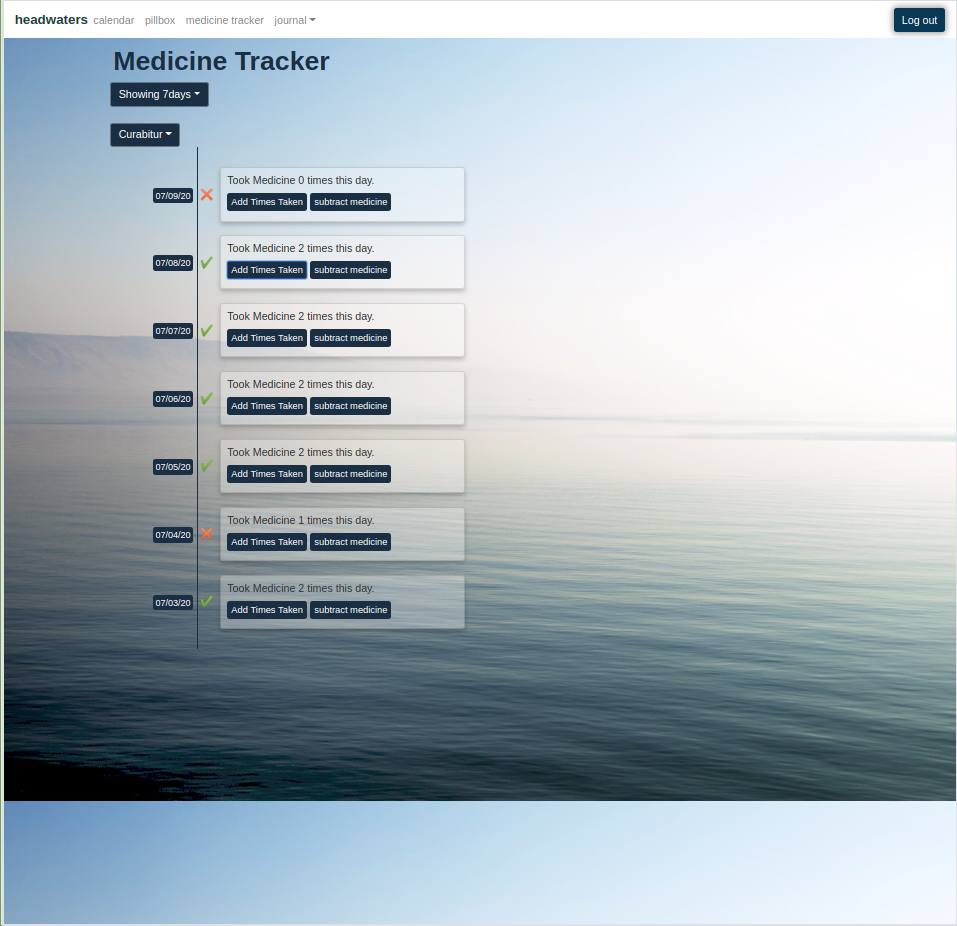 headwaters calendar pillbox medicine tracker journal Log out
Medicine Tracker
Showing 7days
Curabitur
07/09/20 Took Medicine 0 times this day.
Add Times Taken subtract medicine
07/08/20 Took Medicine 2 times this day.
Add Times Taken subtract medicine
07/07/20 Took Medicine 2 times this day.
Add Times Taken subtract medicine
07/06/20 Took Medicine 2 times this day.
Add Times Taken subtract medicine
07/05/20 Took Medicine 2 times this day.
Add Times Taken subtract medicine
07/04/20 Took Medicine 1 times this day.
Add Times Taken subtract medicine
07/03/20 Took Medicine 2 times this day.
Add Times Taken subtract medicine